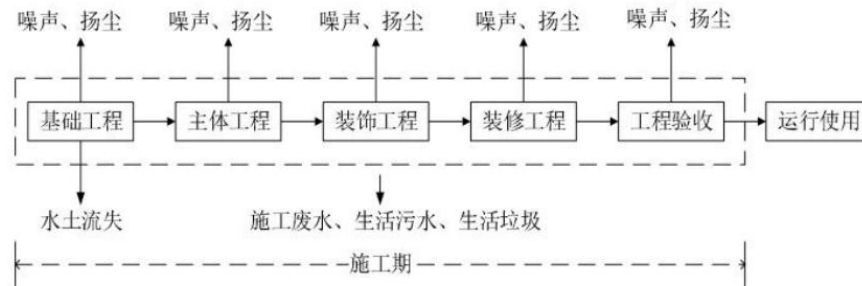 噪声、扬尘 噪声、扬尘 噪声、扬尘 噪声、扬尘 噪声、扬尘
基础工程 主体工程 装饰工程 装修工程 工程验收 运行使用
水土流失 施工废水、生活污水、生活垃圾
施工期